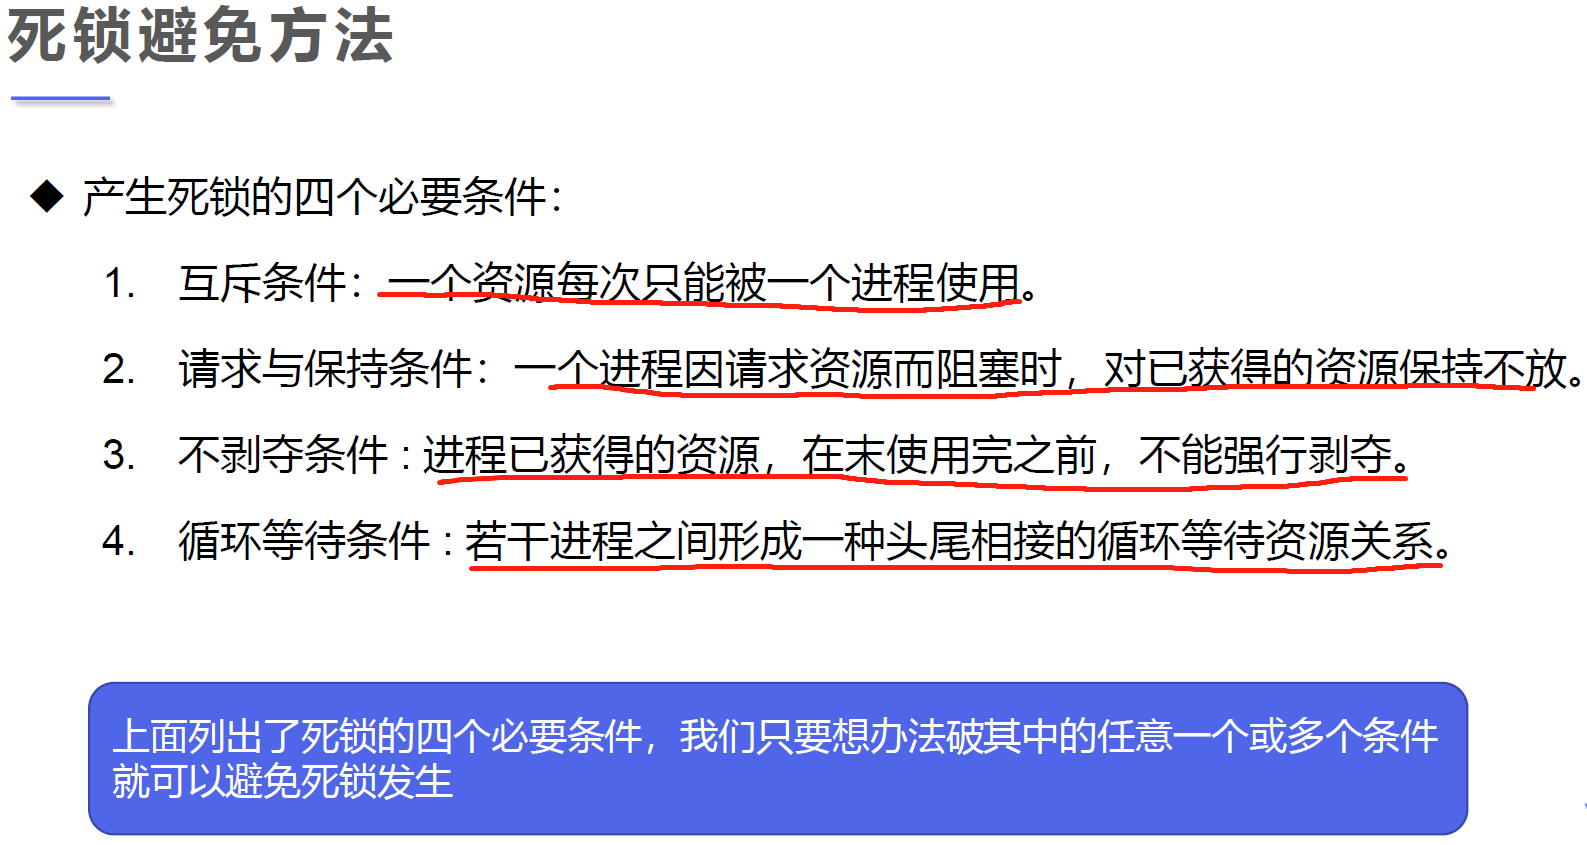 死锁避免方法
◆ 产生死锁的四个必要条件：
1. 互斥条件：一个资源每次只能被一个进程使用。
2. 请求与保持条件：一个进程因请求资源而阻塞时，对已获得的资源保持不放。
3. 不剥夺条件 : 进程已获得的资源，在末使用完之前，不能强行剥夺。
4. 循环等待条件 : 若干进程之间形成一种头尾相接的循环等待资源关系。
上面列出了死锁的四个必要条件，我们只要想办法破其中的任意一个或多个条件
就可以避免死锁发生